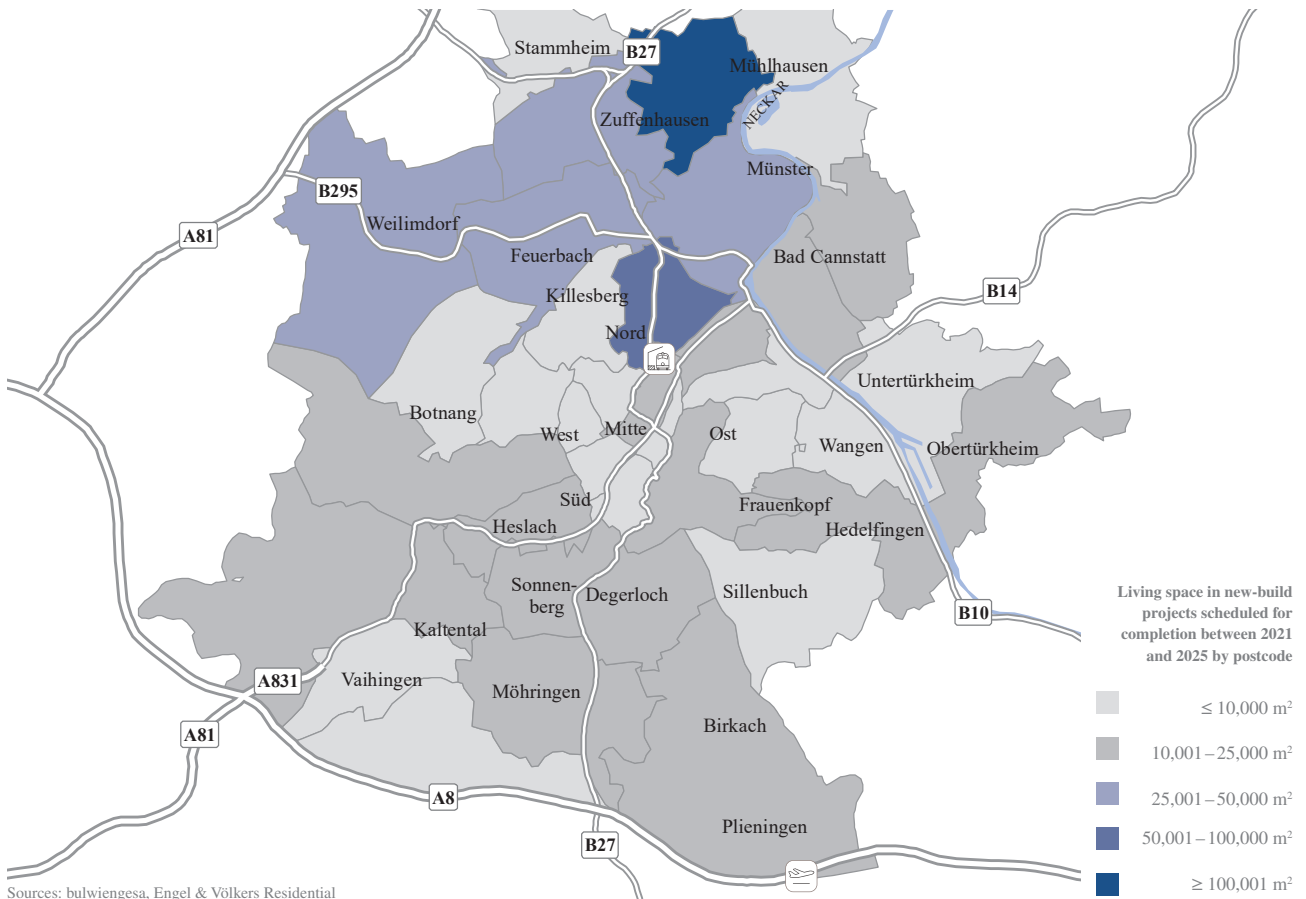 Stammheim
B27
Mühlhausen
NECKAR
Zuffenhausen
Münster
B295
Weilimdorf
A81
Feuerbach
Bad Cannstatt
Killesberg
B14
Nord
Untertürkheim
Botnang
West
Mitte
Ost
Wangen
Obertürkheim
Süd
Frauenkopf
Heslach
Hedelfingen
Sonnen-
berg
Degerloch
Sillenbuch
B10
Kaltental
A831
Vaihingen
Möhringen
Birkach
A81
A8
Plieningen
B27
Living space in new-build
projects scheduled for
completion between 2021
and 2025 by postcode
≤ 10,000 m²
10,001 – 25,000 m²
25,001 – 50,000 m²
50,001 – 100,000 m²
≥ 100,001 m²
Sources: bulwiengesa, Engel & Völkers Residential